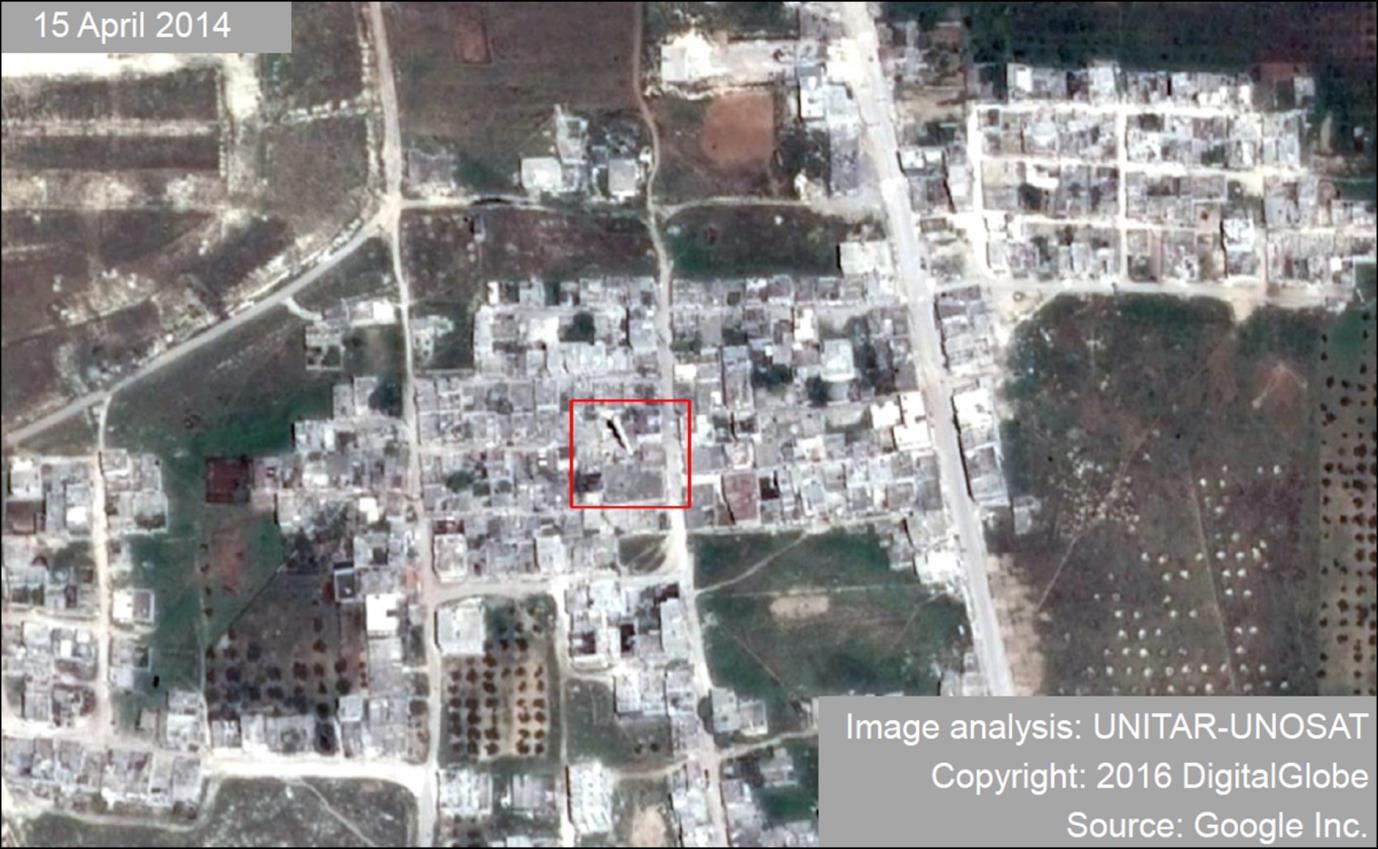 15 April 2014
Image analysis: UNITAR-UNOSAT
Copyright: 2016 DigitalGlobe
Source: Google Inc.